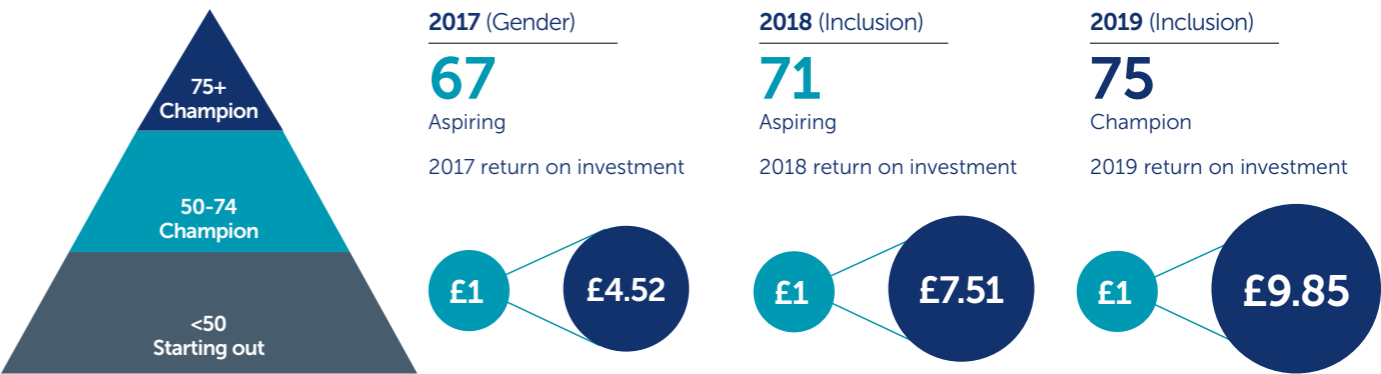 75+
Champion
50-74
Champion
<50
Starting out
2017 (Gender)
67
Aspiring
2017 return on investment
£1
£4.52
2018 (Inclusion)
71
Aspiring
2018 return on investment
£1
£7.51
2019 (Inclusion)
75
Champion
2019 return on investment
£1
£9.85